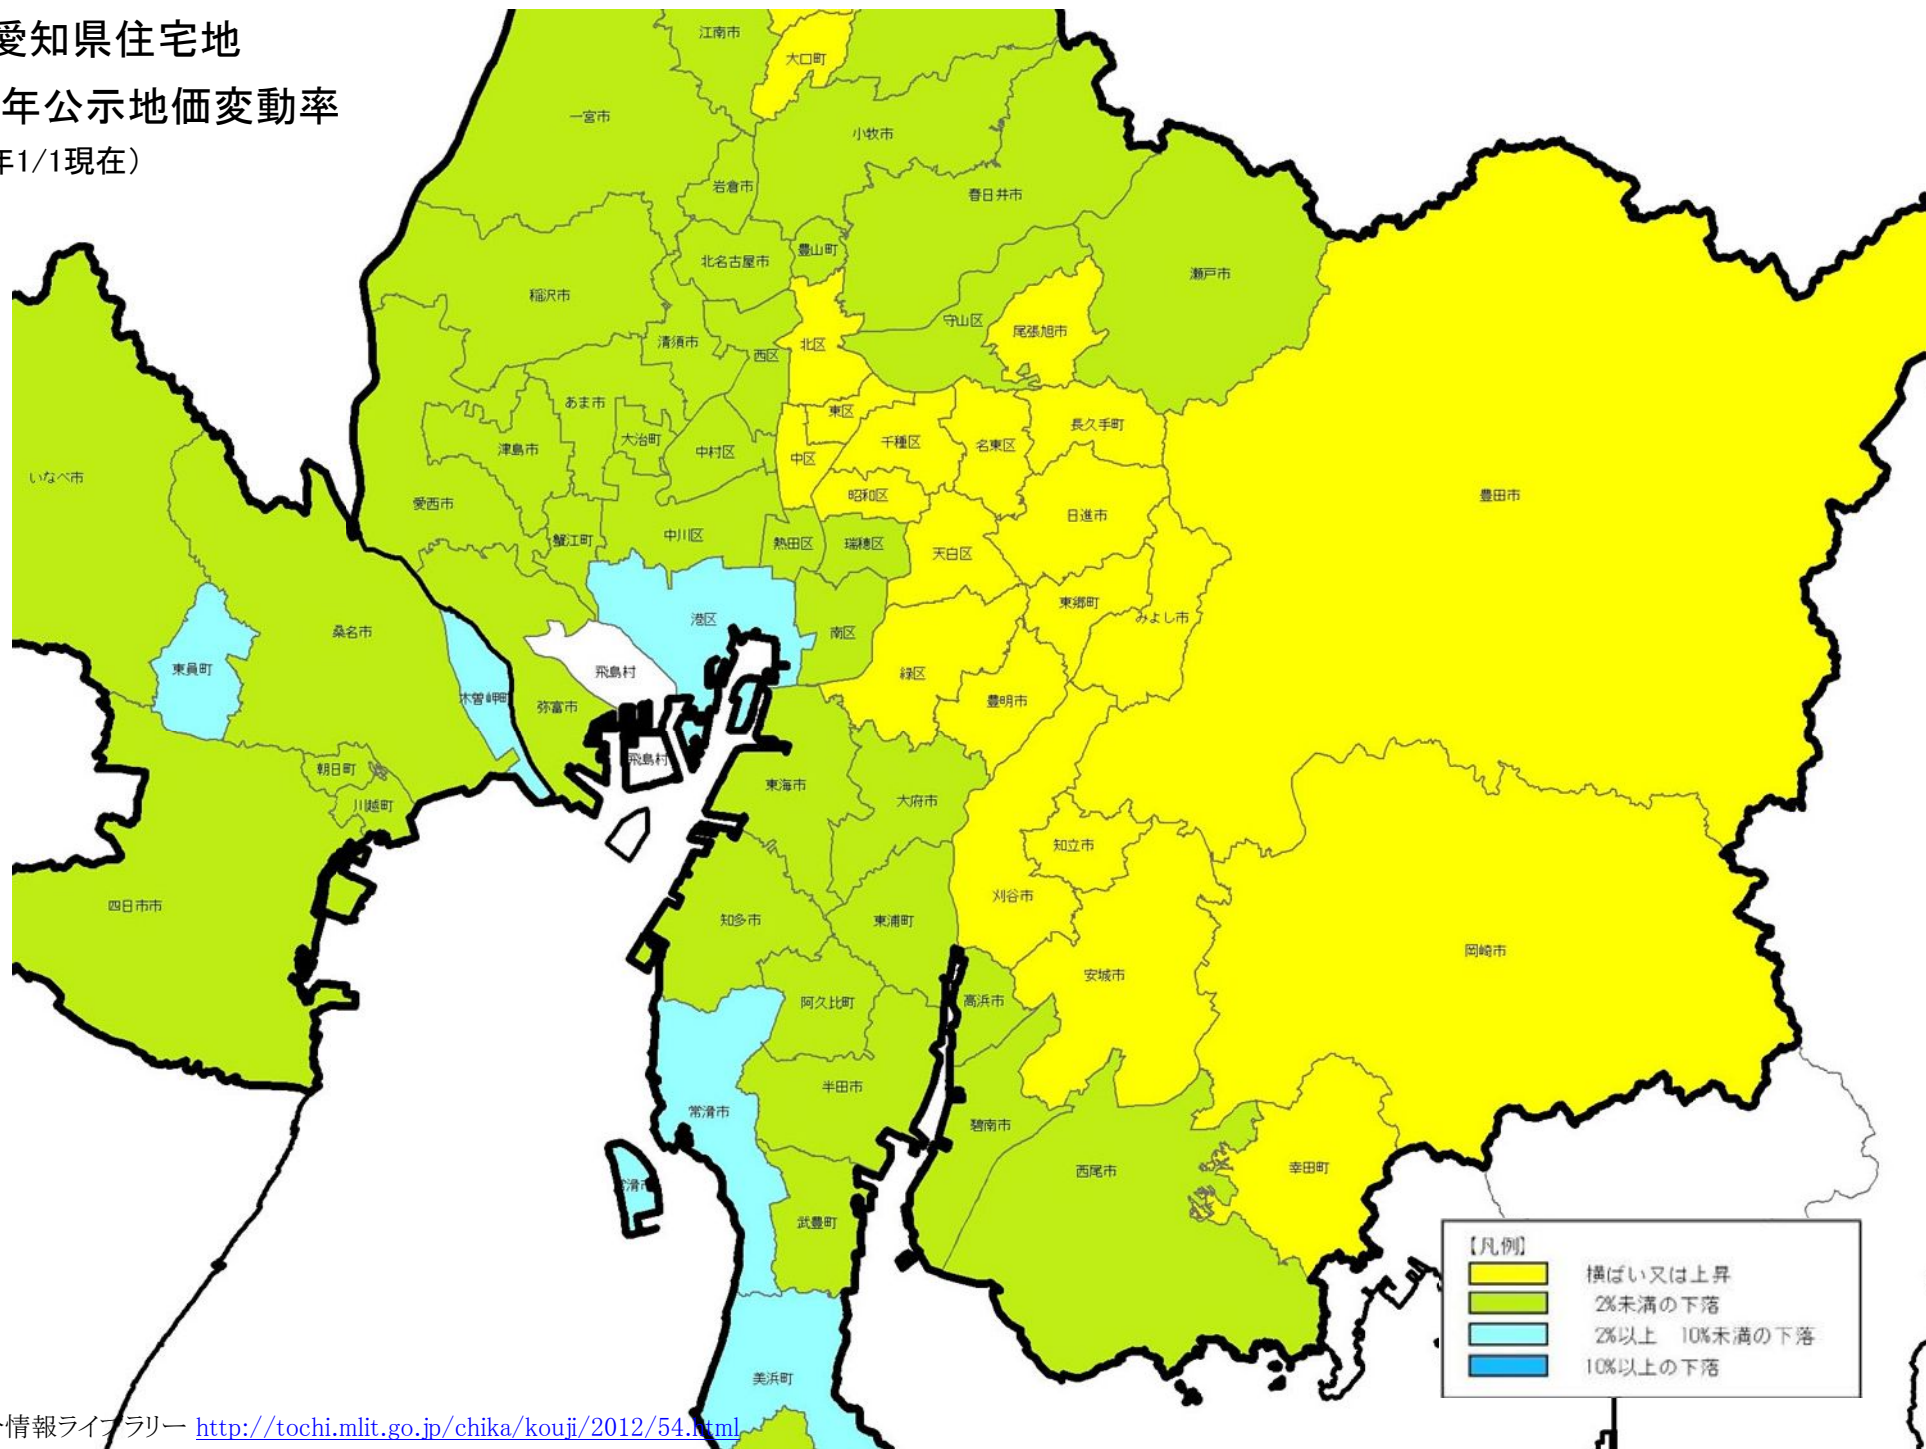 愛知県住宅地
年公示地価変動率
年1/1現在)
江南市
大口町
一宮市
小牧市
岩倉市
春日井市
豊山町
北名古屋市
瀬戸市
稲沢市
守山区
尾張旭市
清須市
西区
北区
あま市
東区
大治町
千種区
名東区
長久手町
津島市
中村区
中区
いなべ市
昭和区
豊田市
愛西市
日進市
蟹江町
中川区
熱田区
瑞穂区
天白区
東郷町
みよし市
港区
南区
桑名市
東員町
飛島村
緑区
木曽岬町
弥富市
豊明市
飛島村
朝日町
東海市
大府市
川越町
知立市
刈谷市
四日市市
知多市
東浦町
岡崎市
安城市
阿久比町
高浜市
半田市
常滑市
碧南市
西尾市
幸田町
常滑市
武豊町
美浜町
【凡例】
横ばい又は上昇
2%未満の下落
2%以上 10%未満の下落
10%以上の下落
情報ライブラリー http://tochi.mlit.go.jp/chika/kouji/2012/54.html